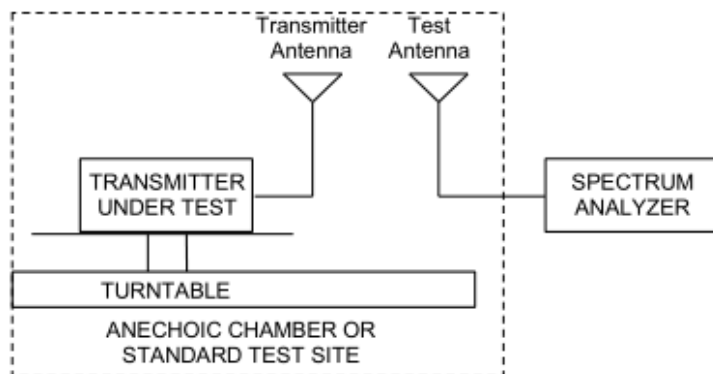 Transmitter
Antenna
Test
Antenna
TRANSMITTER
UNDER TEST
SPECTRUM
ANALYZER
TURNTABLE
ANECHOIC CHAMBER OR
STANDARD TEST SITE